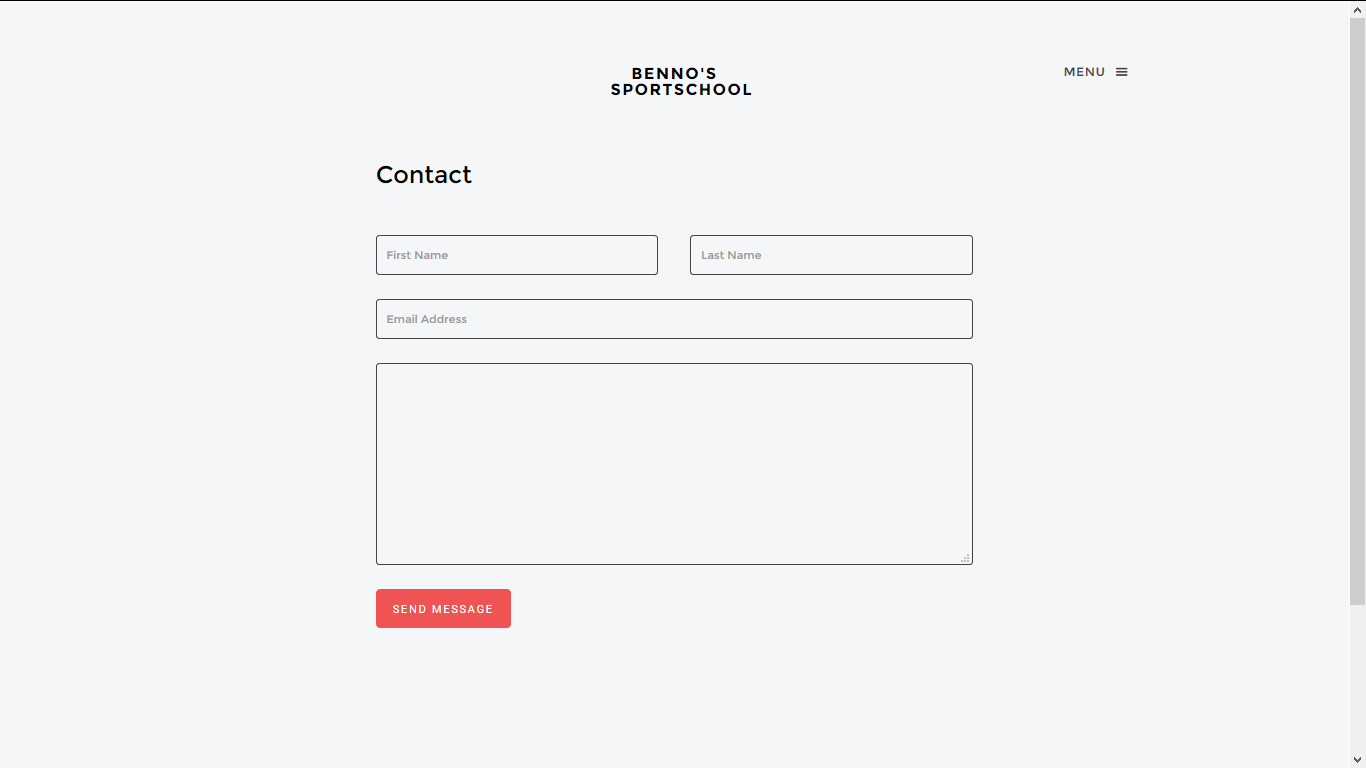 BENNO'S
SPORTSCHOOL
MENU
Contact
First Name
Last Name
Email Address
SEND MESSAGE